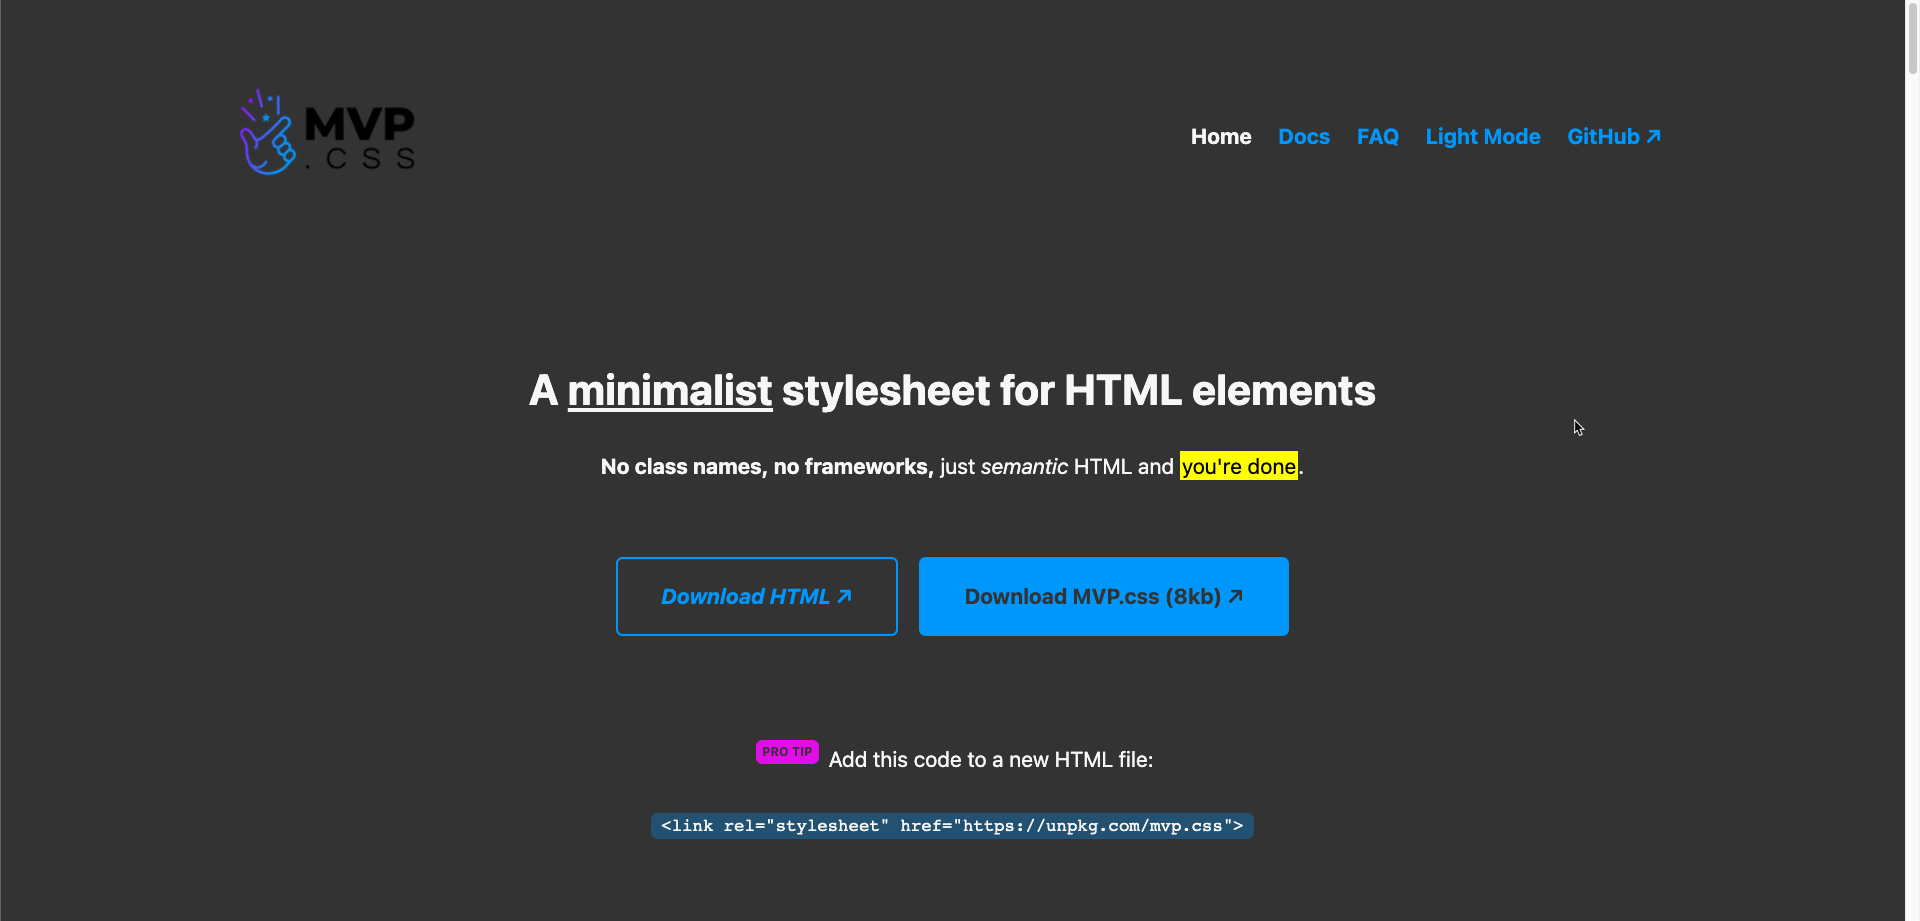 MVP
.CSS
Home Docs FAQ Light Mode GitHub ↗
A minimalist stylesheet for HTML elements
No class names, no frameworks, just semantic HTML and you're done.
Download HTML ↗ Download MVP.css (8kb) ↗
PRO TIP Add this code to a new HTML file:
<link rel="stylesheet" href="https://unpkg.com/mvp.css">